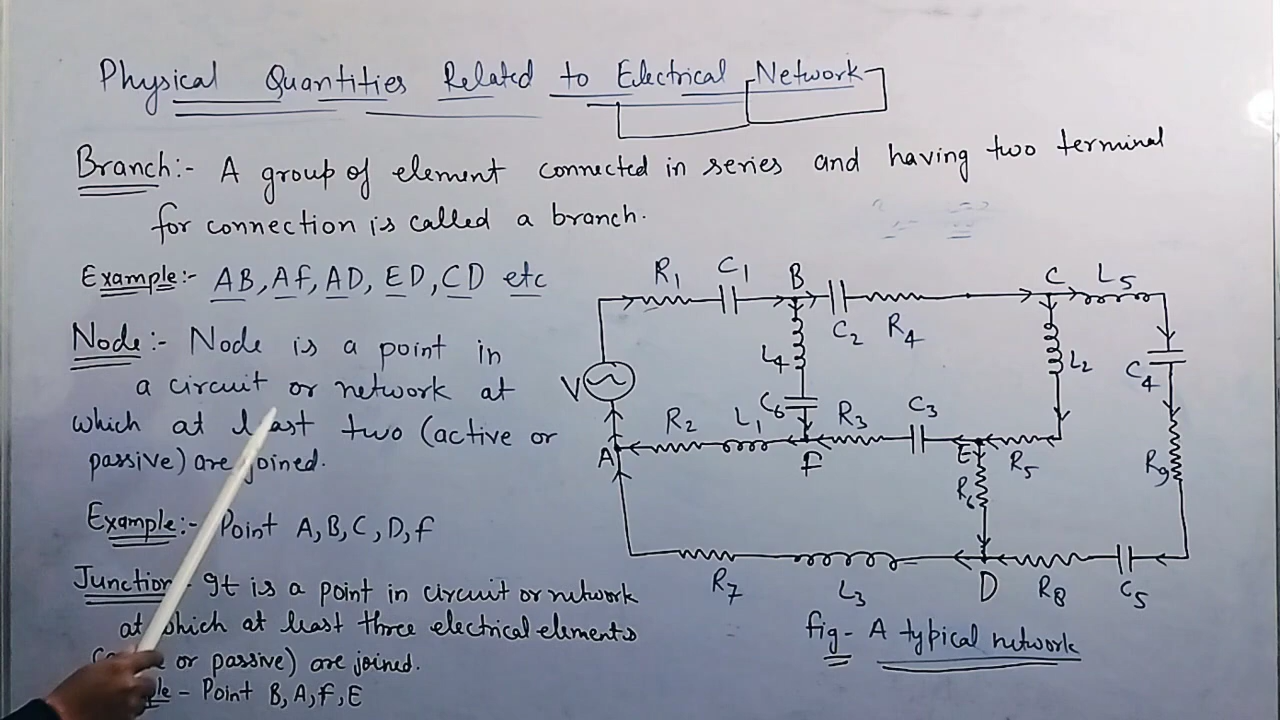 Physical Quantities Related to Electrical Network
Branch:- A group of element connected in series and having two terminal
for connection is called a branch.
Example:- AB, Af, AD, ED, CD etc
Node:- Node is a point in
a circuit or network at
which at least two (active or
passive) are joined.
Example:- Point A, B, C, D, f
Junction - It is a point in circuit or network
at which at least three electrical elements
or passive) are joined.
- Point B, A, f, E
R1 C1 B C2 R4 C L5
V
L4
L2
C4
C6
R2 L1 R3 C3
A F E R5
R6
R9
R7 L3 D R8 C5
fig - A typical network